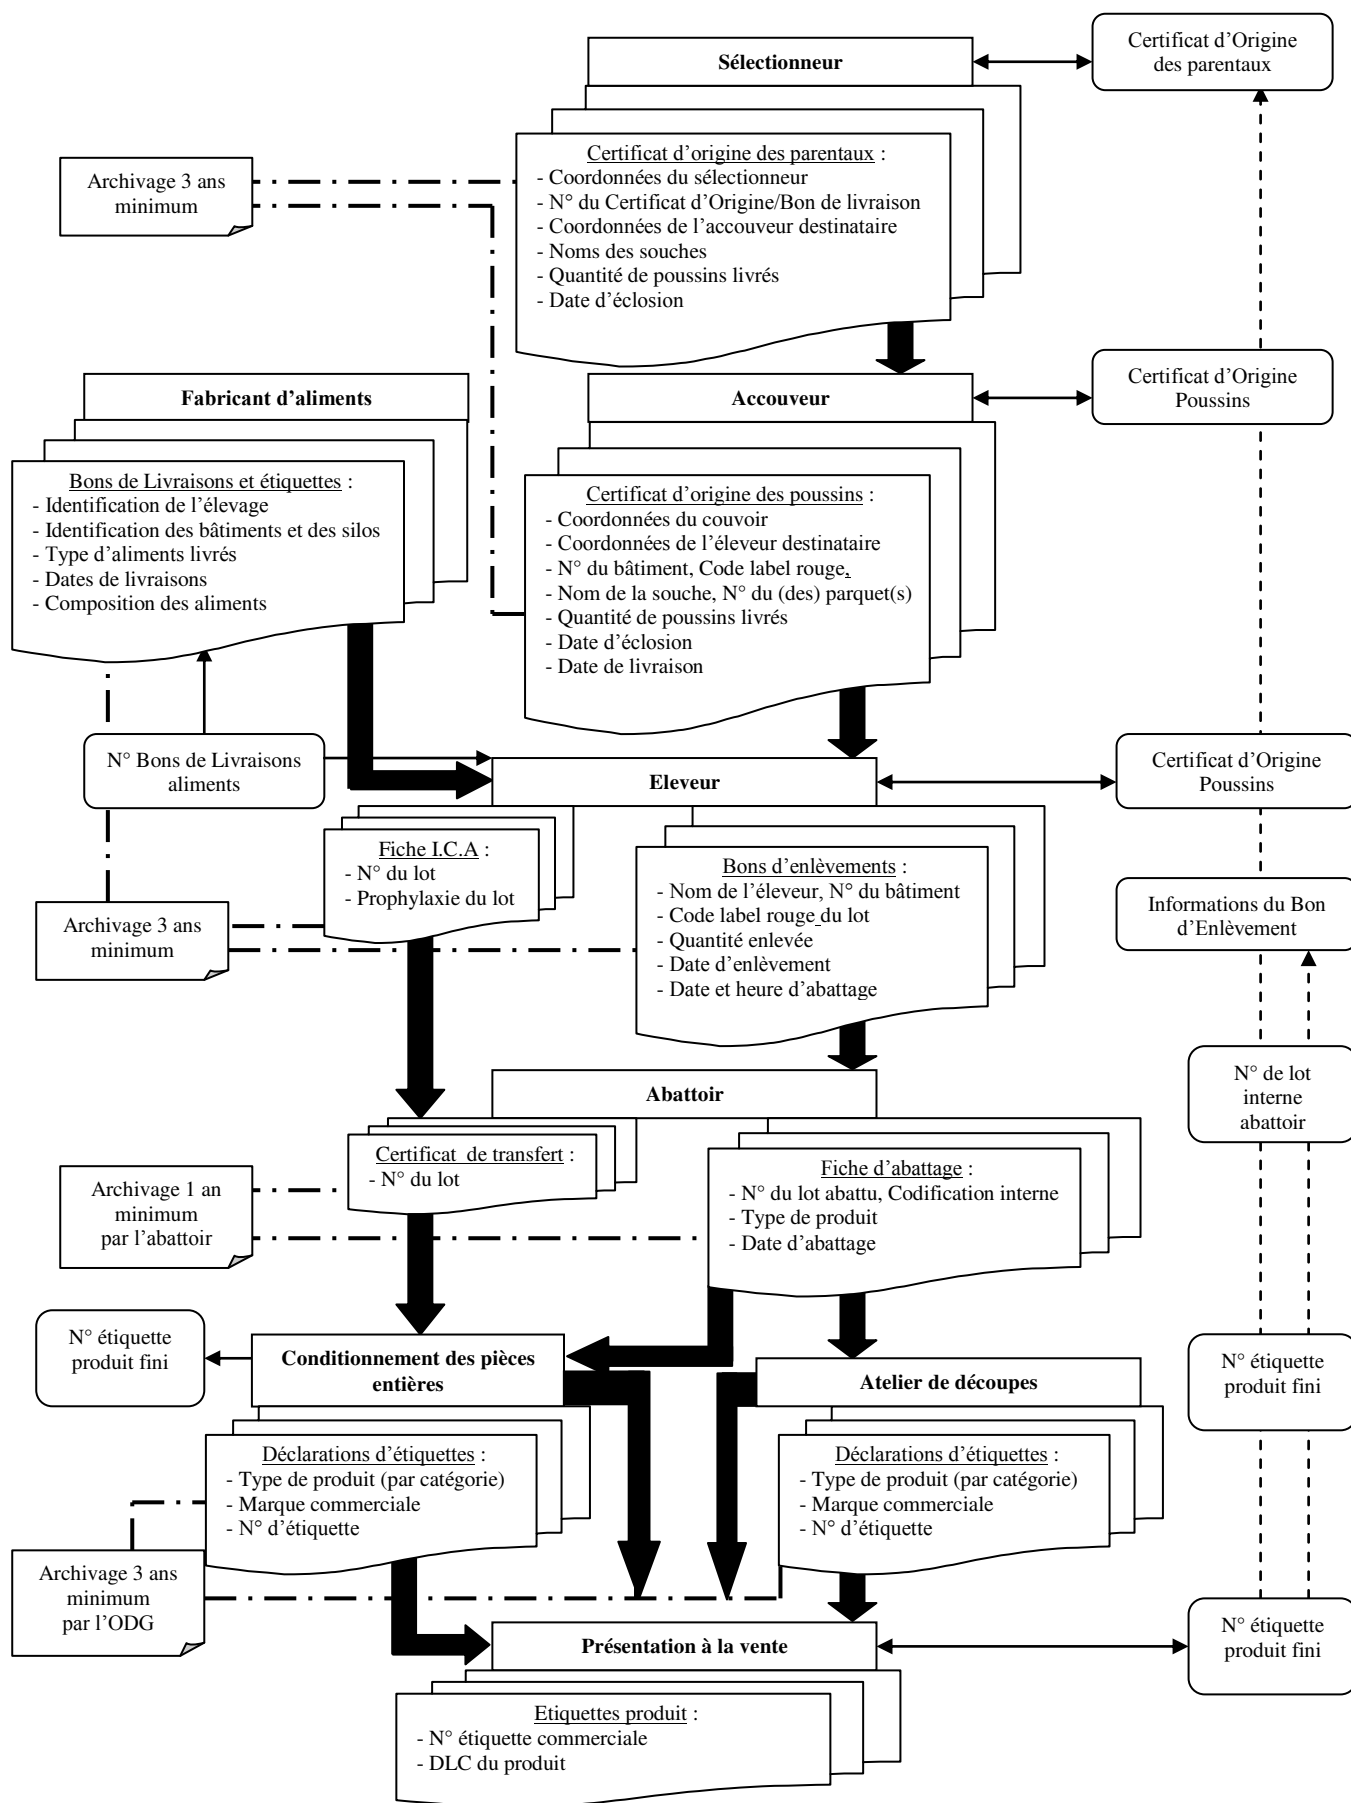 Sélectionneur
Certificat d’Origine
des parentaux
Certificat d’origine des parentaux :
- Coordonnées du sélectionneur
- N° du Certificat d’Origine/Bon de livraison
- Coordonnées de l’accouveur destinataire
- Noms des souches
- Quantité de poussins livrés
- Date d’éclosion
Archivage 3 ans
minimum
Fabricant d’aliments
Accouveur
Certificat d’Origine
Poussins
Bons de Livraisons et étiquettes :
- Identification de l’élevage
- Identification des bâtiments et des silos
- Type d’aliments livrés
- Dates de livraisons
- Composition des aliments
Certificat d’origine des poussins :
- Coordonnées du couvoir
- Coordonnées de l’éleveur destinataire
- N° du bâtiment, Code label rouge,
- Nom de la souche, N° du (des) parquet(s)
- Quantité de poussins livrés
- Date d’éclosion
- Date de livraison
N° Bons de Livraisons
aliments
Eleveur
Certificat d’Origine
Poussins
Fiche I.C.A :
- N° du lot
- Prophylaxie du lot
Bons d’enlèvements :
- Nom de l’éleveur, N° du bâtiment
- Code label rouge du lot
- Quantité enlevée
- Date d’enlèvement
- Date et heure d’abattage
Archivage 3 ans
minimum
Informations du Bon
d’Enlèvement
Abattoir
N° de lot
interne
abattoir
Certificat de transfert :
- N° du lot
Fiche d’abattage :
- N° du lot abattu, Codification interne
- Type de produit
- Date d’abattage
Archivage 1 an
minimum
par l’abattoir
N° étiquette
produit fini
Conditionnement des pièces
entières
Atelier de découpes
N° étiquette
produit fini
Déclarations d’étiquettes :
- Type de produit (par catégorie)
- Marque commerciale
- N° d’étiquette
Déclarations d’étiquettes :
- Type de produit (par catégorie)
- Marque commerciale
- N° d’étiquette
Archivage 3 ans
minimum
par l’ODG
Présentation à la vente
N° étiquette
produit fini
Etiquettes produit :
- N° étiquette commerciale
- DLC du produit